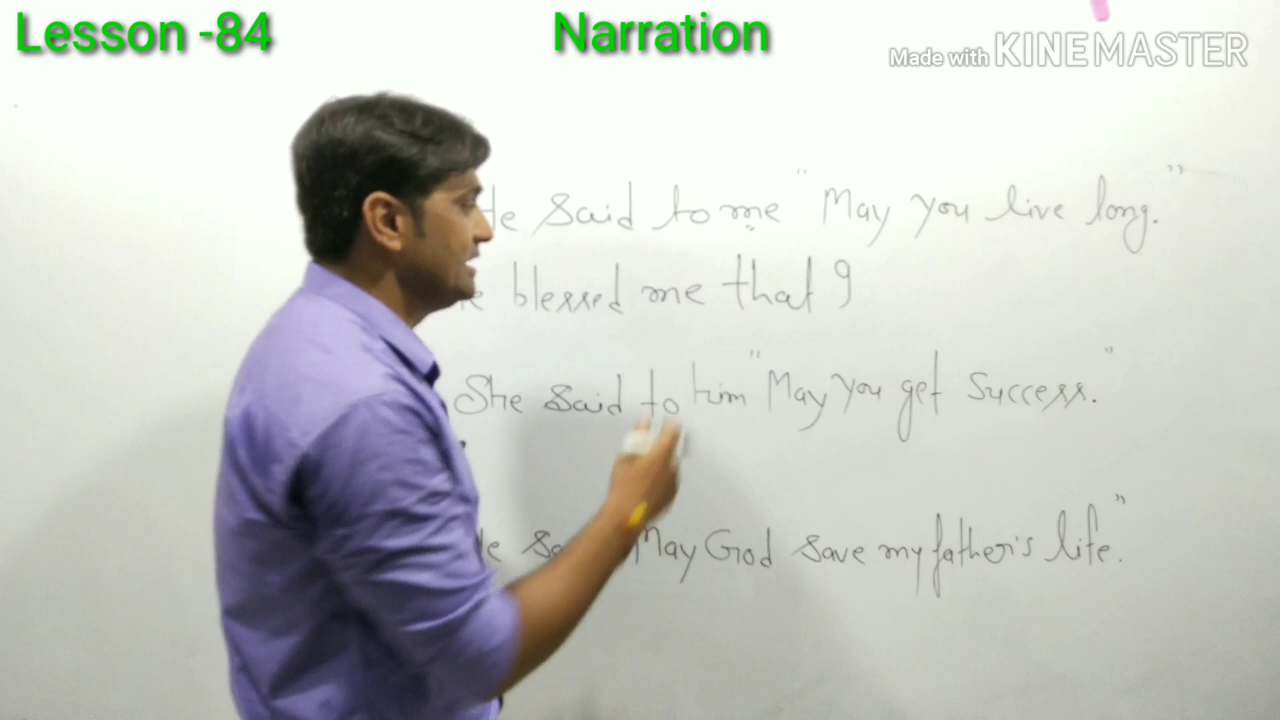 Lesson -84
Narration
Made with KINEMASTER
He said to me "May you live long."
blessed me that I
She said to him "May you get success."
May God save my father's life."